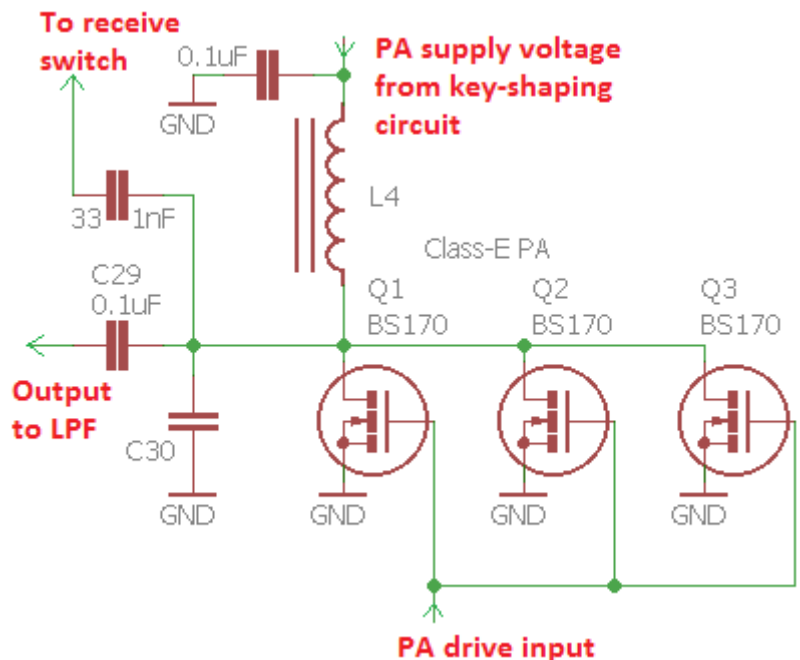 To receive
switch
0.1uF
PA supply voltage
from key-shaping
circuit
GND
33 1nF
L4
Class-E PA
C29
0.1uF
Q1
BS170
Q2
BS170
Q3
BS170
Output
to LPF
C30
GND
GND
GND
GND
PA drive input